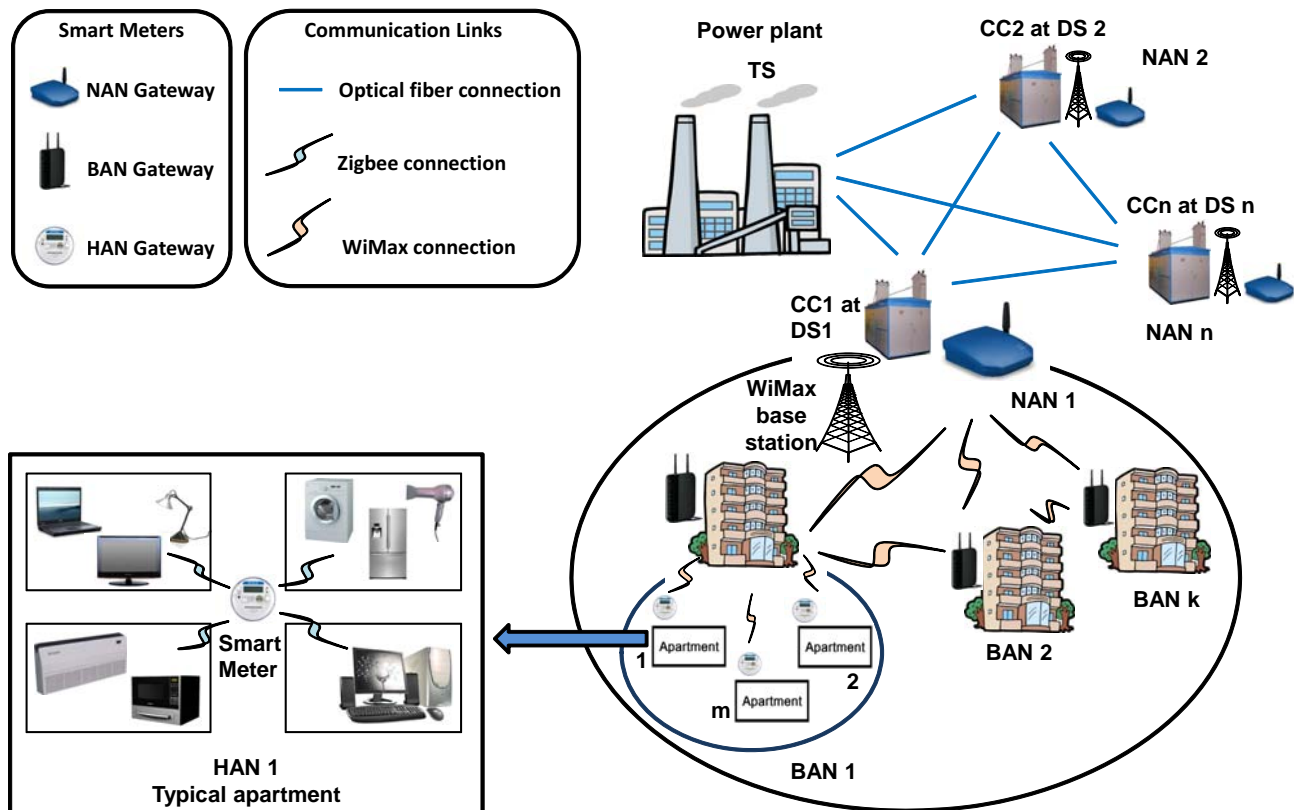 Smart Meters
NAN Gateway
BAN Gateway
HAN Gateway
Communication Links
Optical fiber connection
Zigbee connection
WiMax connection
Power plant
TS
CC2 at DS 2
NAN 2
CCn at DS n
NAN n
CC1 at
DS1
WiMax
base
station
NAN 1
BAN k
BAN 2
Apartment
1
Apartment
2
Apartment
m
BAN 1
Smart
Meter
HAN 1
Typical apartment